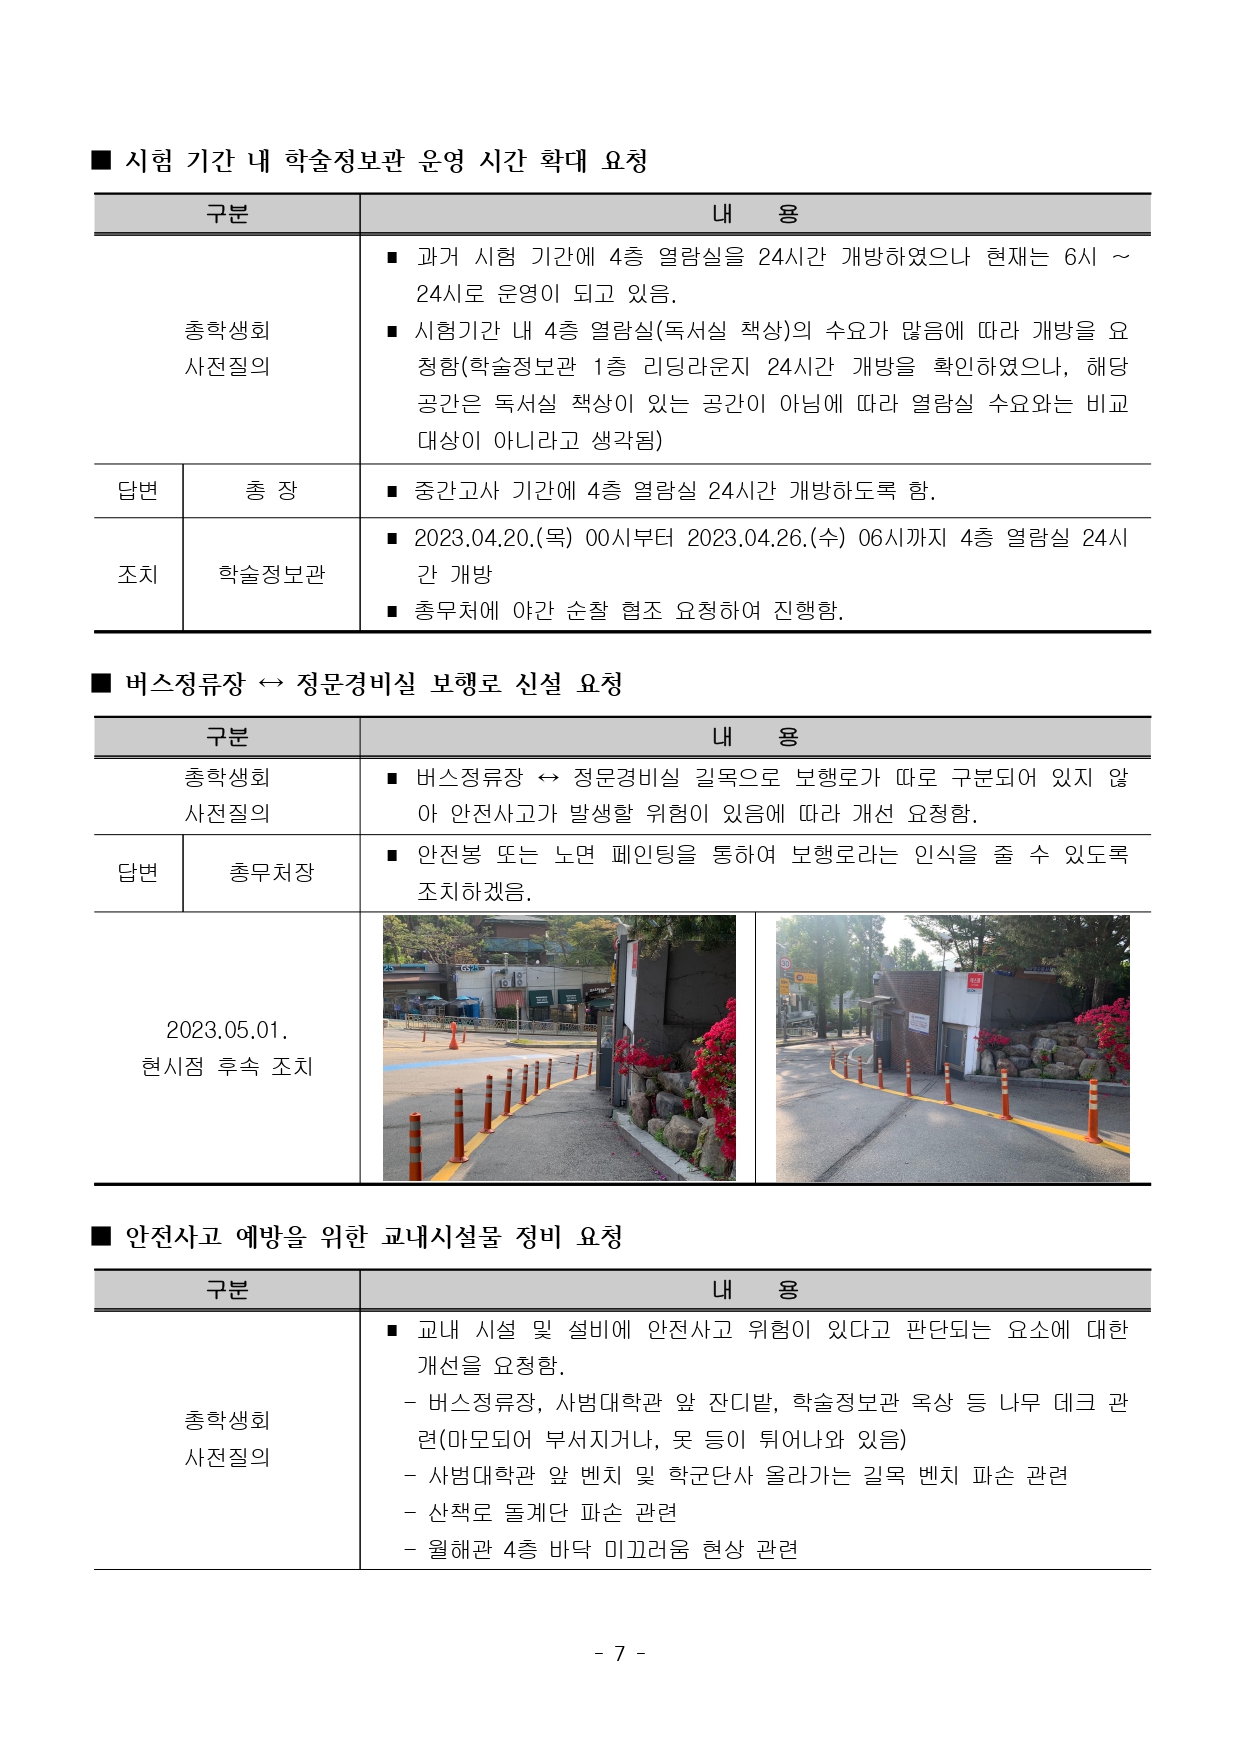 ■ 시험 기간 내 학술정보관 운영 시간 확대 요청
구분 내 용
■ 과거 시험 기간에 4층 열람실을 24시간 개방하였으나 현재는 6시 ~
24시로 운영이 되고 있음.
총학생회
사전질의
■ 시험기간 내 4층 열람실(독서실 책상)의 수요가 많음에 따라 개방을 요
청함(학술정보관 1층 리딩라운지 24시간 개방을 확인하였으나, 해당
공간은 독서실 책상이 있는 공간이 아님에 따라 열람실 수요와는 비교
대상이 아니라고 생각됨)
답변 총 장 ■ 중간고사 기간에 4층 열람실 24시간 개방하도록 함.
조치 학술정보관
■ 2023.04.20.(목) 00시부터 2023.04.26.(수) 06시까지 4층 열람실 24시
간 개방
■ 총무처에 야간 순찰 협조 요청하여 진행함.
■ 버스정류장 ↔ 정문경비실 보행로 신설 요청
구분 내 용
총학생회
사전질의
■ 버스정류장 ↔ 정문경비실 길목으로 보행로가 따로 구분되어 있지 않
아 안전사고가 발생할 위험이 있음에 따라 개선 요청함.
답변 총무처장
■ 안전봉 또는 노면 페인팅을 통하여 보행로라는 인식을 줄 수 있도록
조치하겠음.
2023.05.01.
현시점 후속 조치
GS25
■ 안전사고 예방을 위한 교내시설물 정비 요청
구분 내 용
총학생회
사전질의
■ 교내 시설 및 설비에 안전사고 위험이 있다고 판단되는 요소에 대한
개선을 요청함.
- 버스정류장, 사범대학관 앞 잔디밭, 학술정보관 옥상 등 나무 데크 관
련(마모되어 부서지거나, 못 등이 튀어나와 있음)
- 사범대학관 앞 벤치 및 학군단사 올라가는 길목 벤치 파손 관련
- 산책로 돌계단 파손 관련
- 월해관 4층 바닥 미끄러움 현상 관련
- 7 -